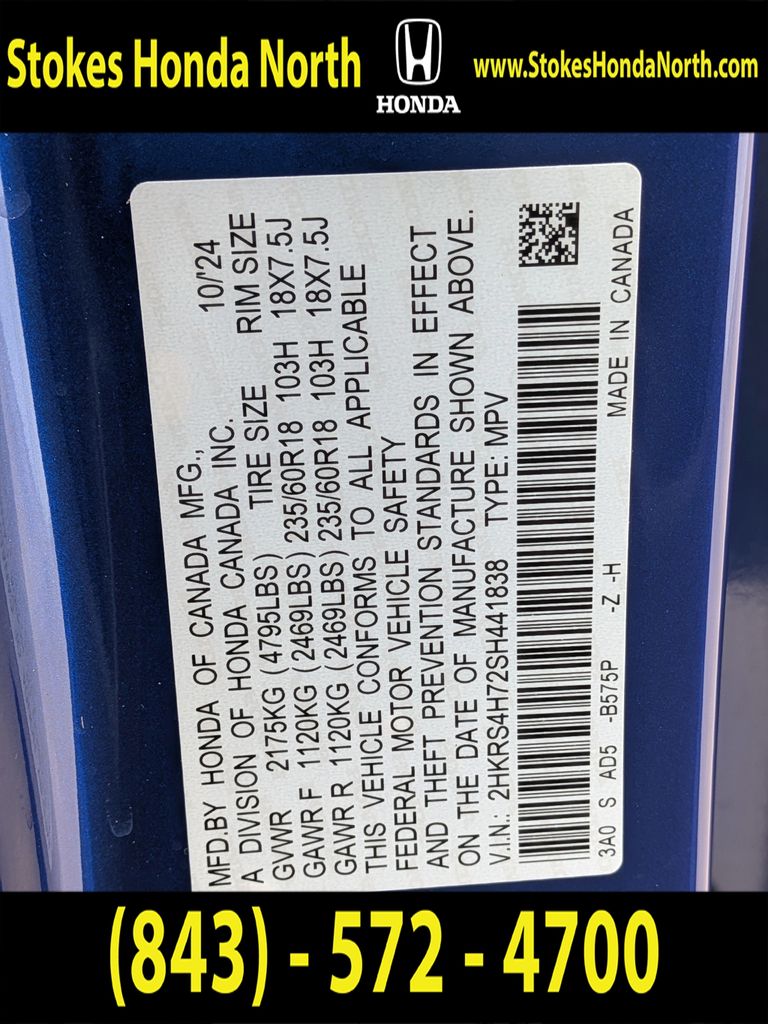 Stokes Honda North
HONDA
www.StokesHondaNorth.com
MFD.BY HONDA OF CANADA MFG., 10/'24
A DIVISION OF HONDA CANADA INC.
GVWR 2175KG (4795LBS) TIRE SIZE RIM SIZE
GAWR F 1120KG (2469LBS) 235/60R18 103H 18X7.5J
GAWR R 1120KG (2469LBS) 235/60R18 103H 18X7.5J
THIS VEHICLE CONFORMS TO ALL APPLICABLE
FEDERAL MOTOR VEHICLE SAFETY
AND THEFT PREVENTION STANDARDS IN EFFECT
ON THE DATE OF MANUFACTURE SHOWN ABOVE.
V.I.N.: 2HKRS4H72SH441838 TYPE: MPV
3A0 S AD5 -B575P -Z -H MADE IN CANADA
(843) - 572 - 4700